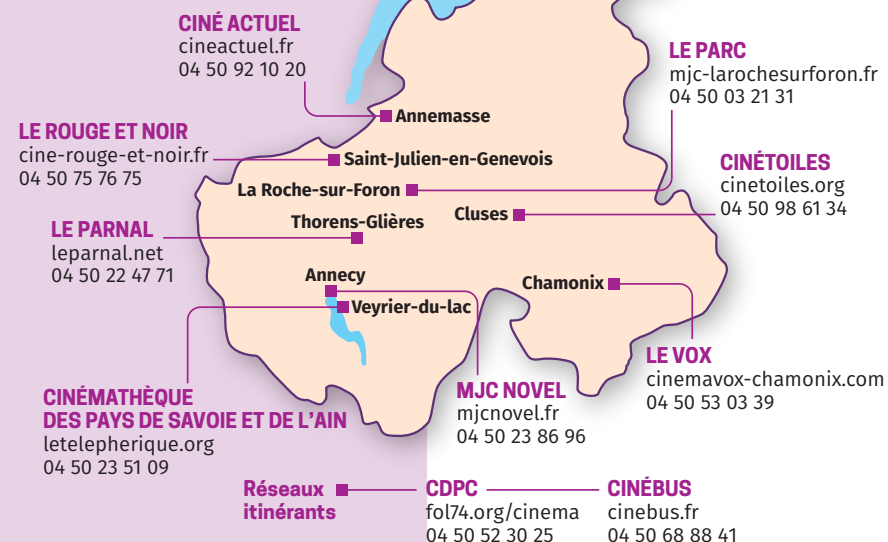 CINÉ ACTUEL
cineactuel.fr
04 50 92 10 20
LE PARC
mjc-larochesurforon.fr
04 50 03 21 31
Annemasse
LE ROUGE ET NOIR
cine-rouge-et-noir.fr
04 50 75 76 75
Saint-Julien-en-Genevois
CINÉTOILES
cinetoiles.org
04 50 98 61 34
La Roche-sur-Foron
Cluses
Thorens-Glières
LE PARNAL
leparnal.net
04 50 22 47 71
Annecy
Chamonix
Veyrier-du-lac
LE VOX
cinemavox-chamonix.com
04 50 53 03 39
CINÉMATHÈQUE
DES PAYS DE SAVOIE ET DE L'AIN
letelepherique.org
04 50 23 51 09
MJC NOVEL
mjcnovel.fr
04 50 23 86 96
Réseaux
itinérants
CDPC
fol74.org/cinema
04 50 52 30 25
CINÉBUS
cinebus.fr
04 50 68 88 41